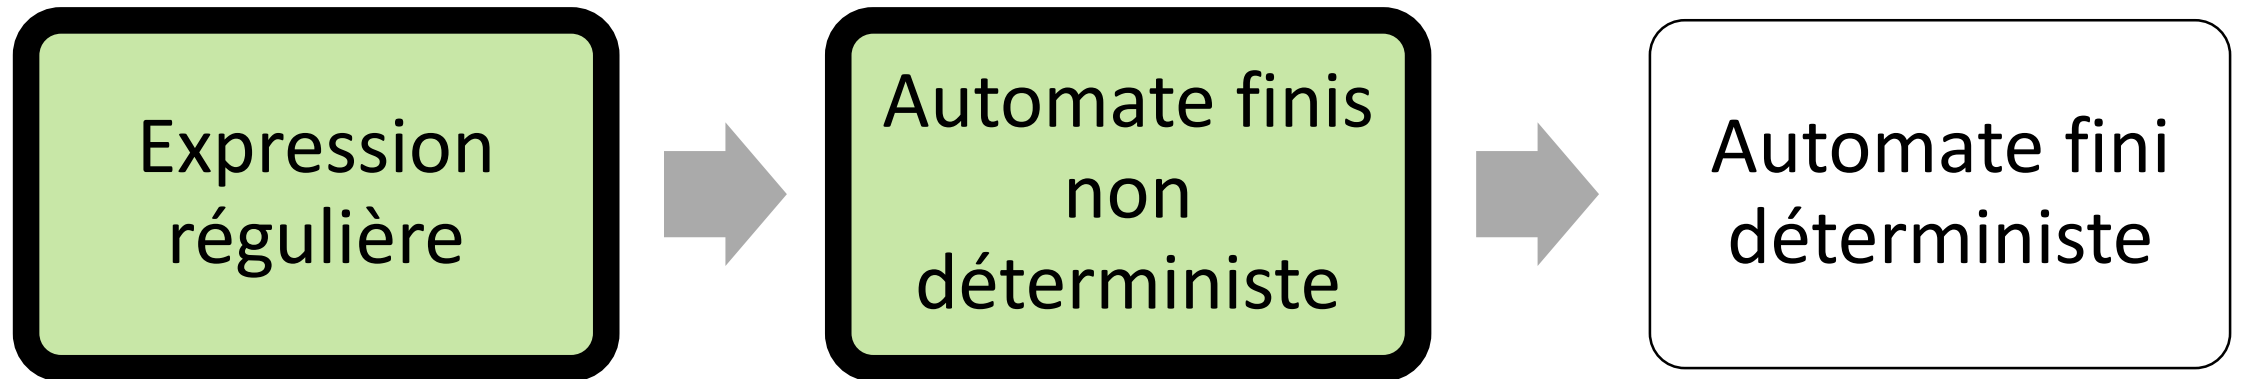 Expression
régulière
Automate finis
non
déterministe
Automate fini
déterministe